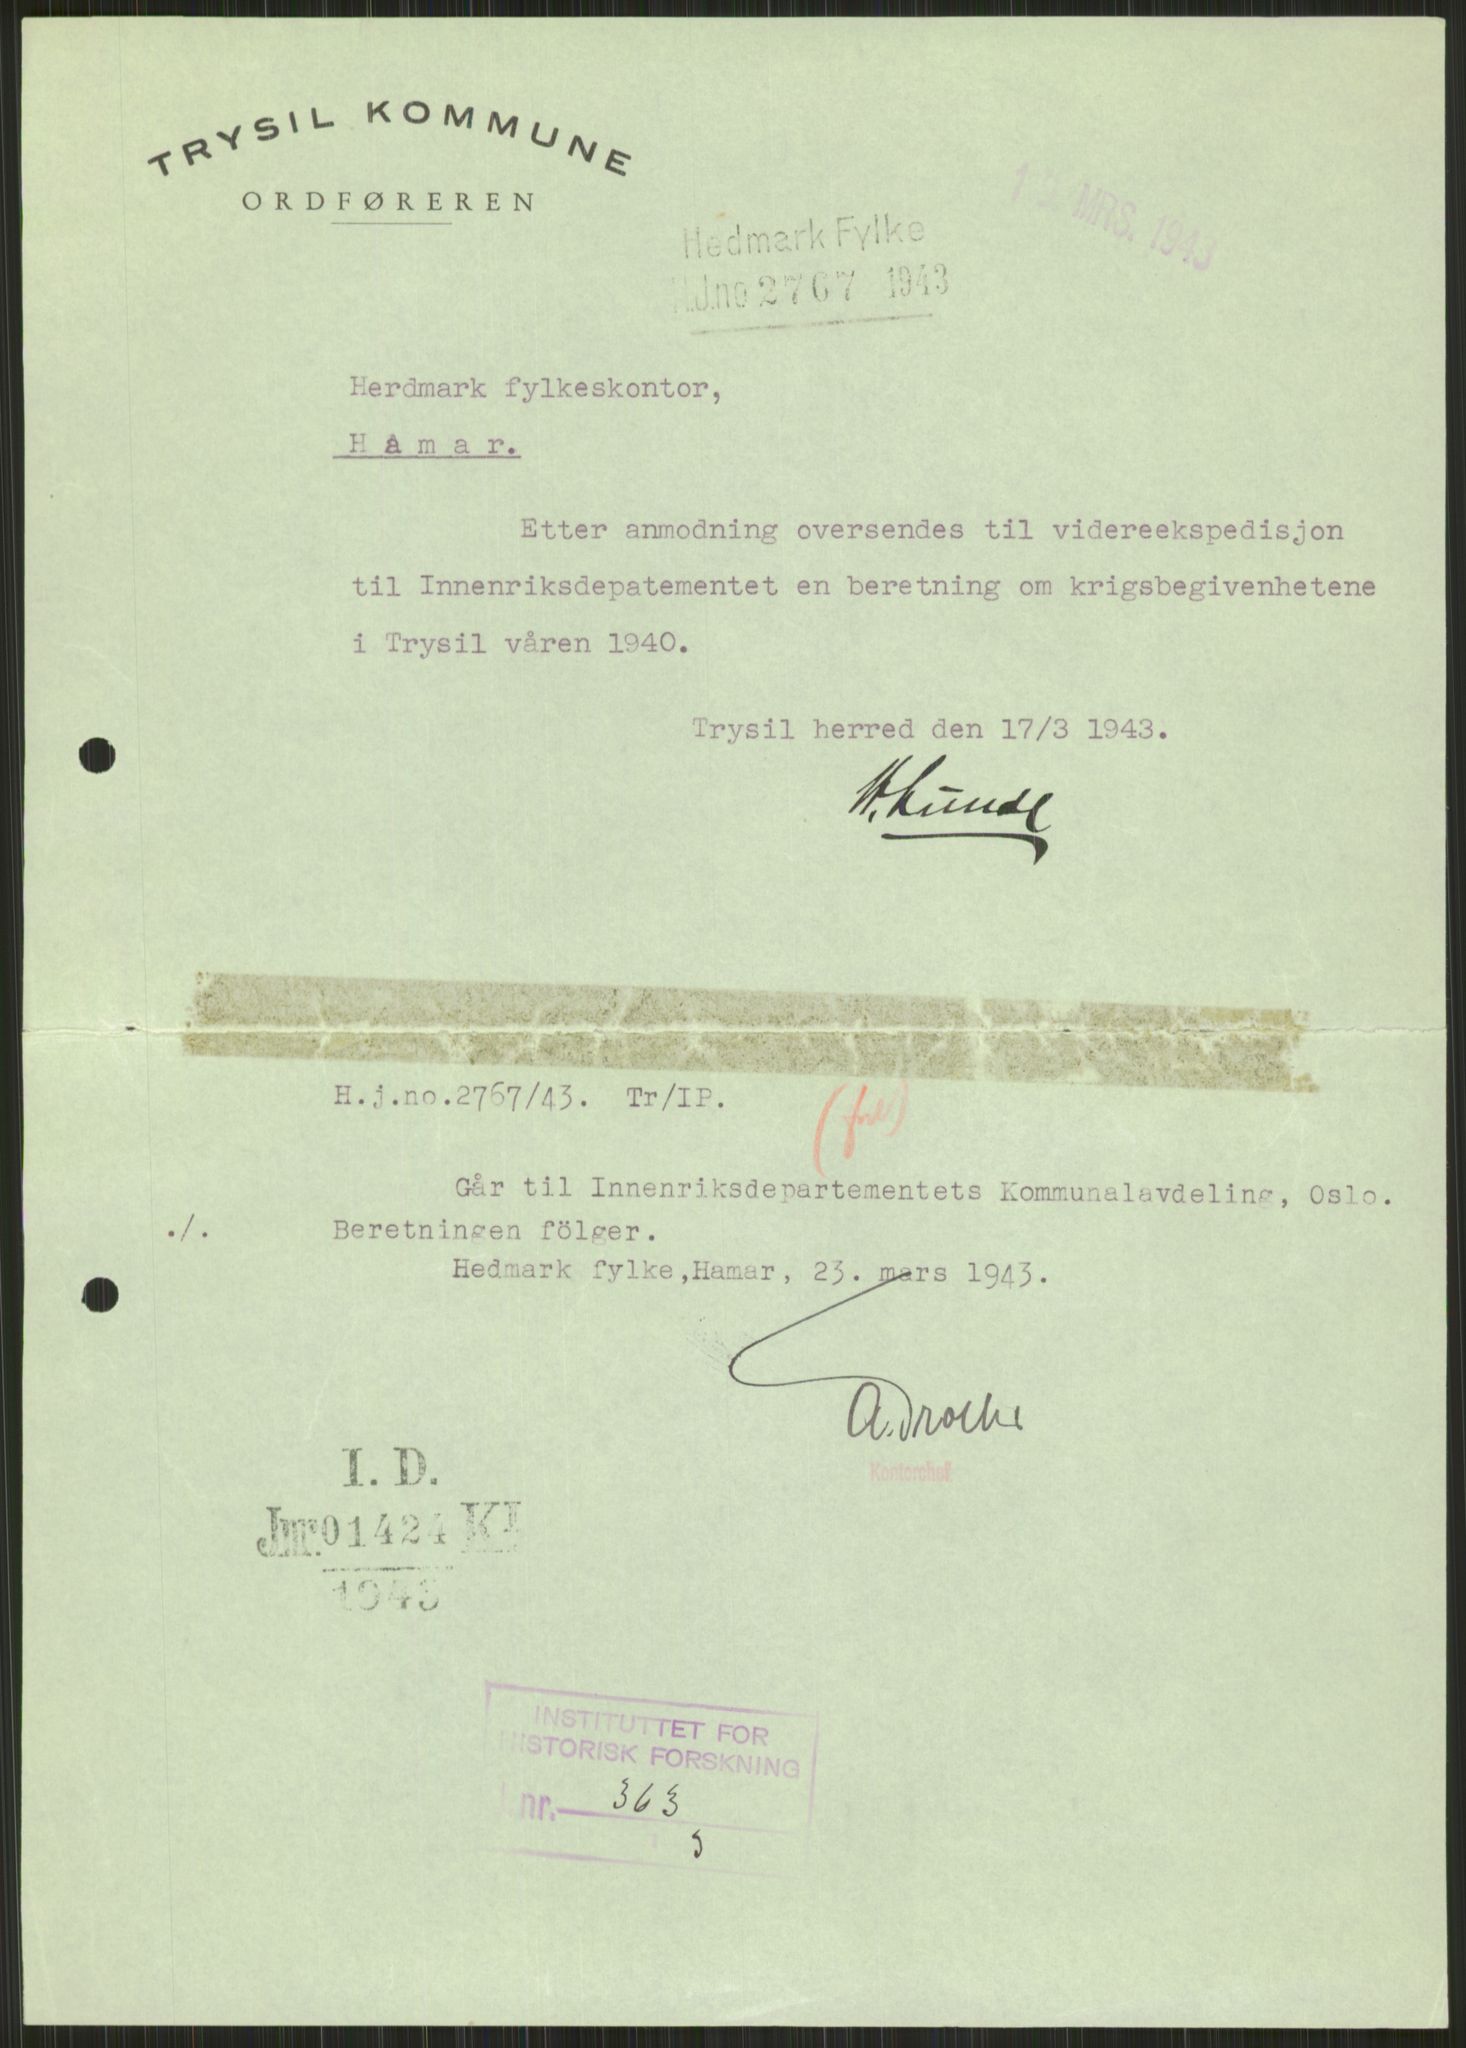 TRYSIL KOMMUNE
ORDFØREREN
MRS. 1943
Hedmark Fylke
H.J.no 2767 1943
Herdmark fylkeskontor,
H a m a r.
Etter anmodning oversendes til videreekspedisjon
til Innenriksdepatementet en beretning om krigsbegivenhetene
i Trysil våren 1940.
Trysil herred den 17/3 1943.
H. Lunde
H.j.no.2767/43. Tr/IP.
Går til Innenriksdepartementets Kommunalavdeling, Oslo.
./. Beretningen fölger.
Hedmark fylke,Hamar, 23. mars 1943.
Kontorchef
I. D.
Jnr. 01424 KI
1943
INSTITUTTET FOR
HISTORISK FORSKNING
J.nr. 363